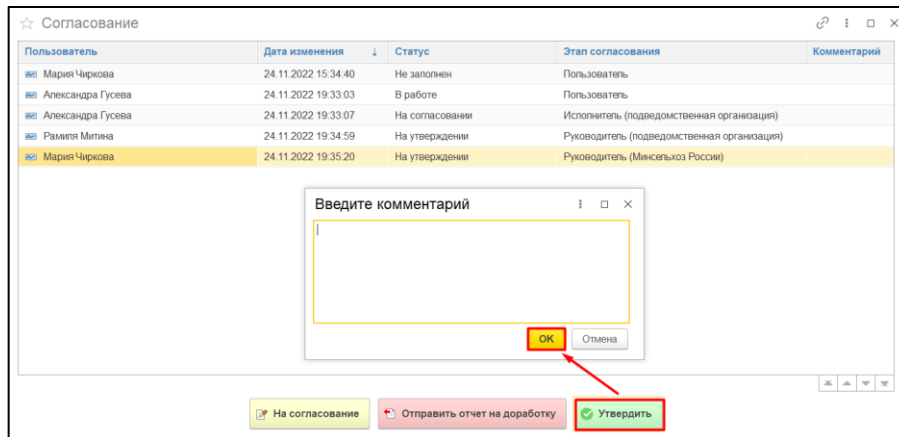 Согласование
Пользователь Дата изменения ↓ Статус Этап согласования Комментарий
Мария Чиркова 24.11.2022 15:34:40 Не заполнен Пользователь
Александра Гусева 24.11.2022 19:33:03 В работе Пользователь
Александра Гусева 24.11.2022 19:33:07 На согласовании Исполнитель (подведомственная организация)
Рамиля Митина 24.11.2022 19:34:59 На утверждении Руководитель (подведомственная организация)
Мария Чиркова 24.11.2022 19:35:20 На утверждении Руководитель (Минсельхоз России)
Введите комментарий
ОК Отмена
На согласование Отправить отчет на доработку Утвердить